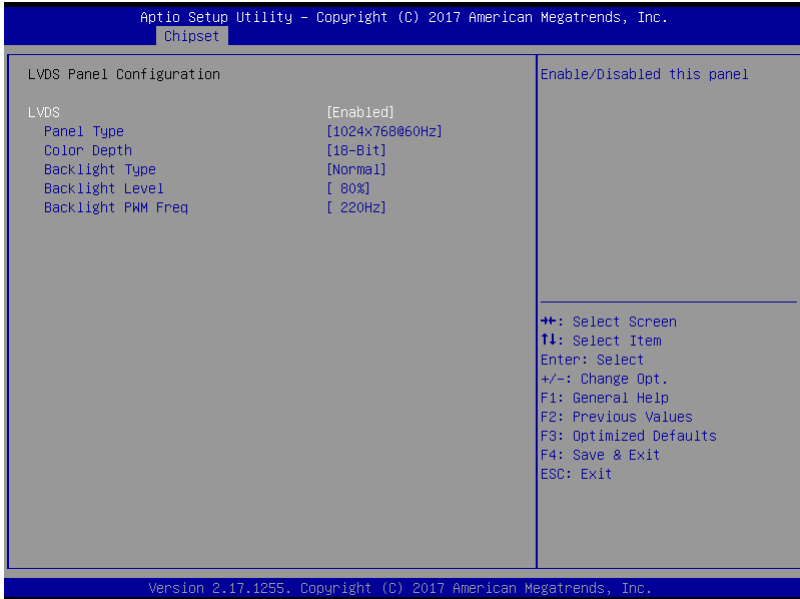 Aptio Setup Utility – Copyright (C) 2017 American Megatrends, Inc.
Chipset
LVDS Panel Configuration
LVDS [Enabled]
Panel Type [1024x768@60Hz]
Color Depth [18-Bit]
Backlight Type [Normal]
Backlight Level [ 80%]
Backlight PWM Freq [ 220Hz]
Enable/Disabled this panel
→←: Select Screen
↑↓: Select Item
Enter: Select
+/-: Change Opt.
F1: General Help
F2: Previous Values
F3: Optimized Defaults
F4: Save & Exit
ESC: Exit
Version 2.17.1255. Copyright (C) 2017 American Megatrends, Inc.